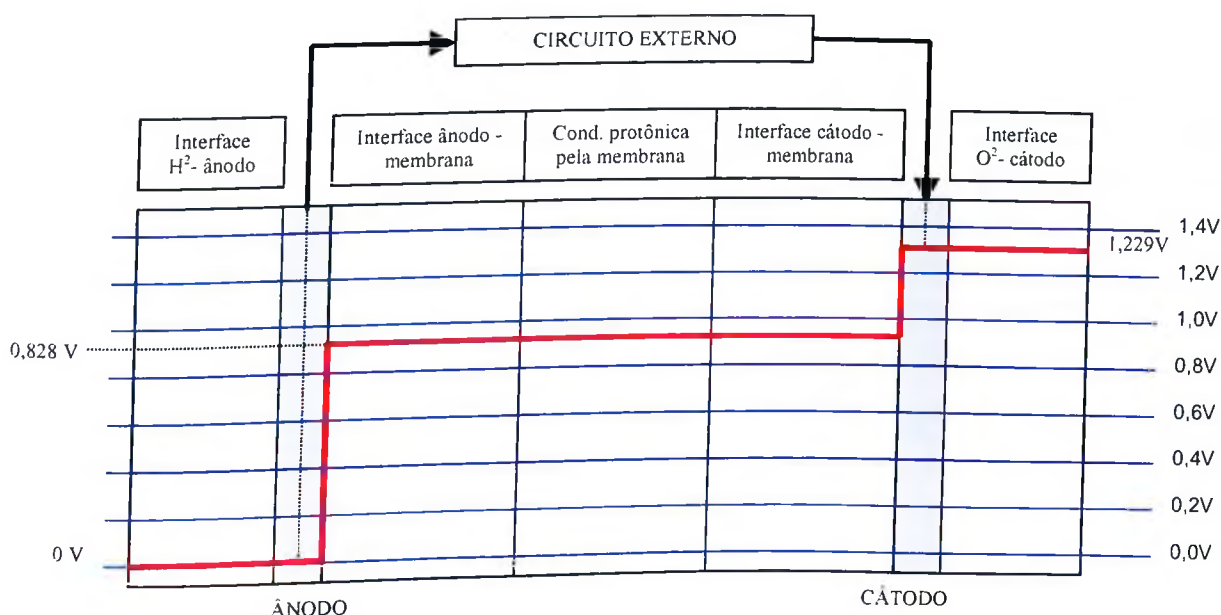 CIRCUITO EXTERNO
Interface
H²- ânodo
Interface ânodo -
membrana
Cond. protônica
pela membrana
Interface cátodo -
membrana
Interface
O²- cátodo
1,4V
1,229V
1,2V
1,0V
0,828 V
0,8V
0,6V
0,4V
0,2V
0 V
0,0V
ÂNODO
CÁTODO